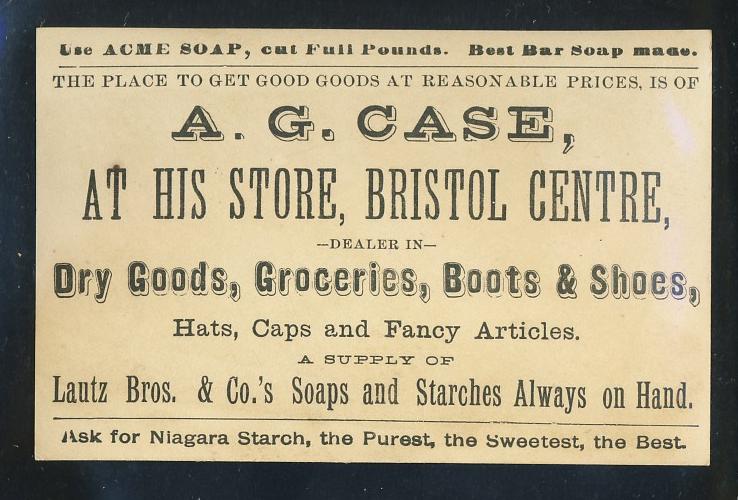 Use ACME SOAP, cut Full Pounds. Best Bar Soap made.
THE PLACE TO GET GOOD GOODS AT REASONABLE PRICES, IS OF
A. G. CASE,
AT HIS STORE, BRISTOL CENTRE,
—DEALER IN—
Dry Goods, Groceries, Boots & Shoes,
Hats, Caps and Fancy Articles.
A SUPPLY OF
Lautz Bros. & Co.'s Soaps and Starches Always on Hand.
Ask for Niagara Starch, the Purest, the Sweetest, the Best.